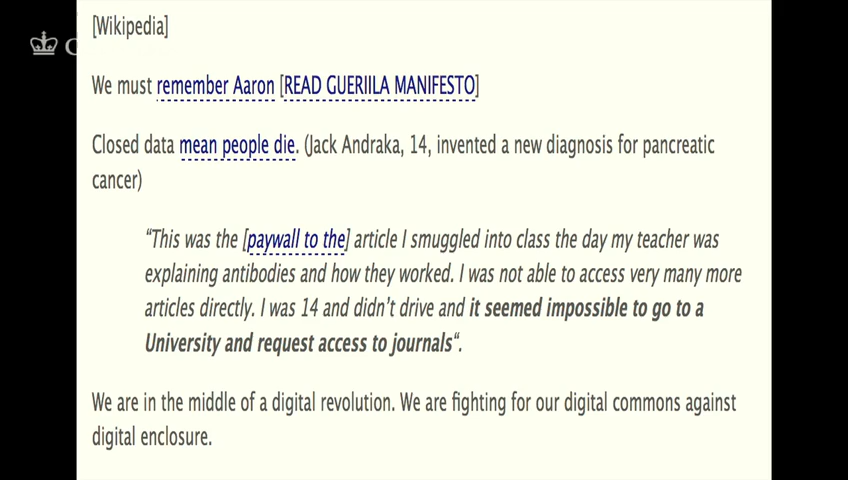 [Wikipedia]
We must remember Aaron [READ GUERIILA MANIFESTO]
Closed data mean people die. (Jack Andraka, 14, invented a new diagnosis for pancreatic
cancer)
“This was the [paywall to the] article I smuggled into class the day my teacher was
explaining antibodies and how they worked. I was not able to access very many more
articles directly. I was 14 and didn’t drive and it seemed impossible to go to a
University and request access to journals“.
We are in the middle of a digital revolution. We are fighting for our digital commons against
digital enclosure.